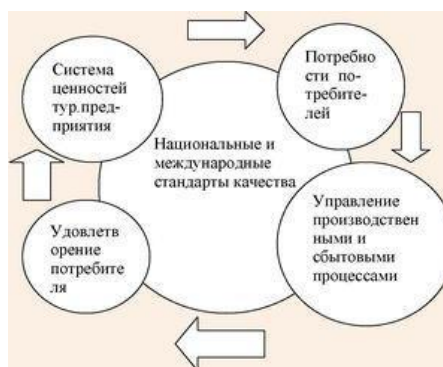 Система
ценностей
тур.пред-
приятия
Потребно
сти по-
требите-
лей
Национальные и
международные
стандарты качества
Управление
производствен
ными и
сбытовыми
процессами
Удовлетв
орение
потребите
ля